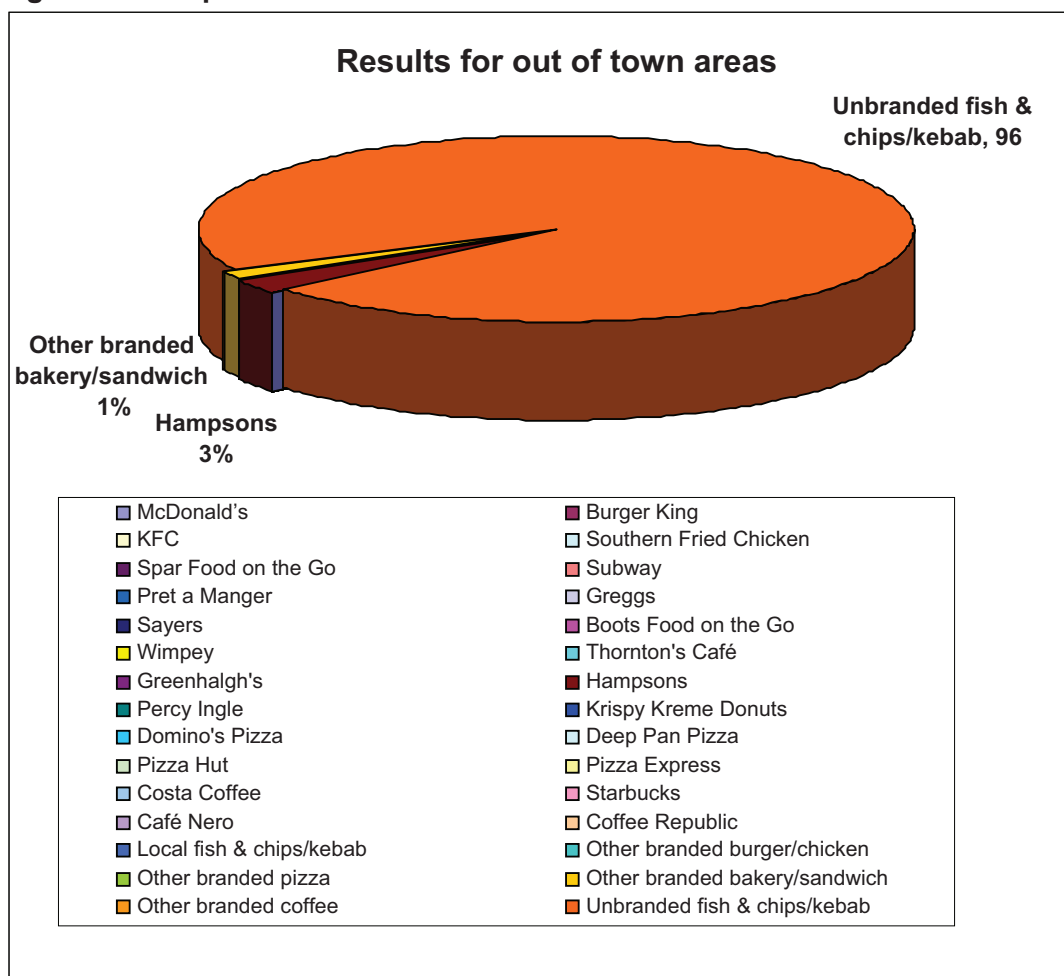 Results for out of town areas
Unbranded fish &
chips/kebab, 96
Other branded
bakery/sandwich
1%
Hampsons
3%
McDonald's
Burger King
KFC
Southern Fried Chicken
Spar Food on the Go
Subway
Pret a Manger
Greggs
Sayers
Boots Food on the Go
Wimpey
Thornton's Café
Greenhalgh's
Hampsons
Percy Ingle
Krispy Kreme Donuts
Domino's Pizza
Deep Pan Pizza
Pizza Hut
Pizza Express
Costa Coffee
Starbucks
Café Nero
Coffee Republic
Local fish & chips/kebab
Other branded burger/chicken
Other branded pizza
Other branded bakery/sandwich
Other branded coffee
Unbranded fish & chips/kebab